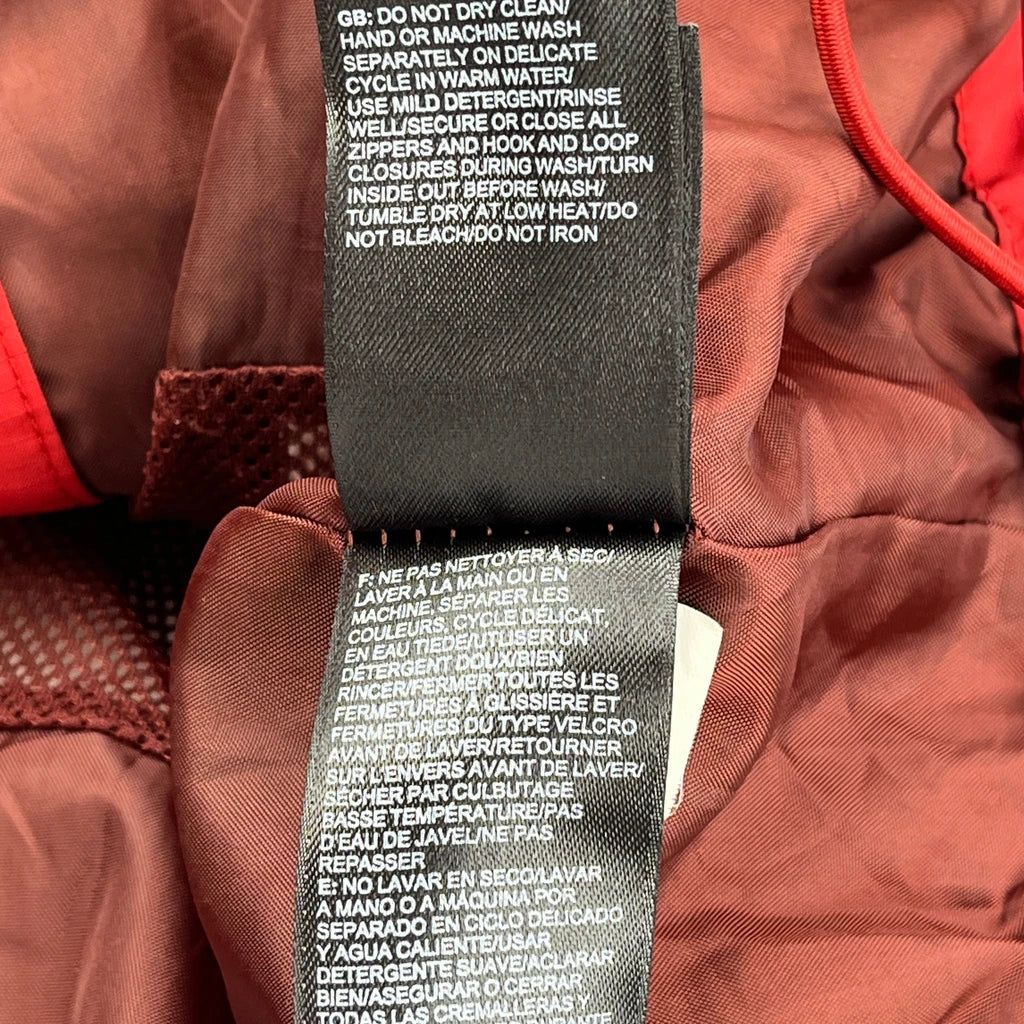 GB: DO NOT DRY CLEAN/
HAND OR MACHINE WASH
SEPARATELY ON DELICATE
CYCLE IN WARM WATER/
USE MILD DETERGENT/RINSE
WELL/SECURE OR CLOSE ALL
ZIPPERS AND HOOK AND LOOP
CLOSURES DURING WASH/TURN
INSIDE OUT BEFORE WASH/
TUMBLE DRY AT LOW HEAT/DO
NOT BLEACH/DO NOT IRON
F: NE PAS NETTOYER À SEC/
LAVER À LA MAIN OU EN
MACHINE, SÉPARER LES
COULEURS, CYCLE DÉLICAT,
EN EAU TIEDE/UTLISER UN
DÉTERGENT DOUX/BIEN
RINCER/FERMER TOUTES LES
FERMETURES À GLISSIÈRE ET
FERMETURES DU TYPE VELCRO
AVANT DE LAVER/RETOURNER
SUR L'ENVERS AVANT DE LAVER/
SÉCHER PAR CULBUTAGE
BASSE TEMPÉRATURE/PAS
D'EAU DE JAVEL/NE PAS
REPASSER
E: NO LAVAR EN SECO/LAVAR
A MANO O A MÁQUINA POR
SEPARADO EN CICLO DELICADO
Y AGUA CALIENTE/USAR
DETERGENTE SUAVE/ACLARAR
BIEN/ASEGURAR O CERRAR
TODAS LAS CREMALLERAS Y
DURANTE